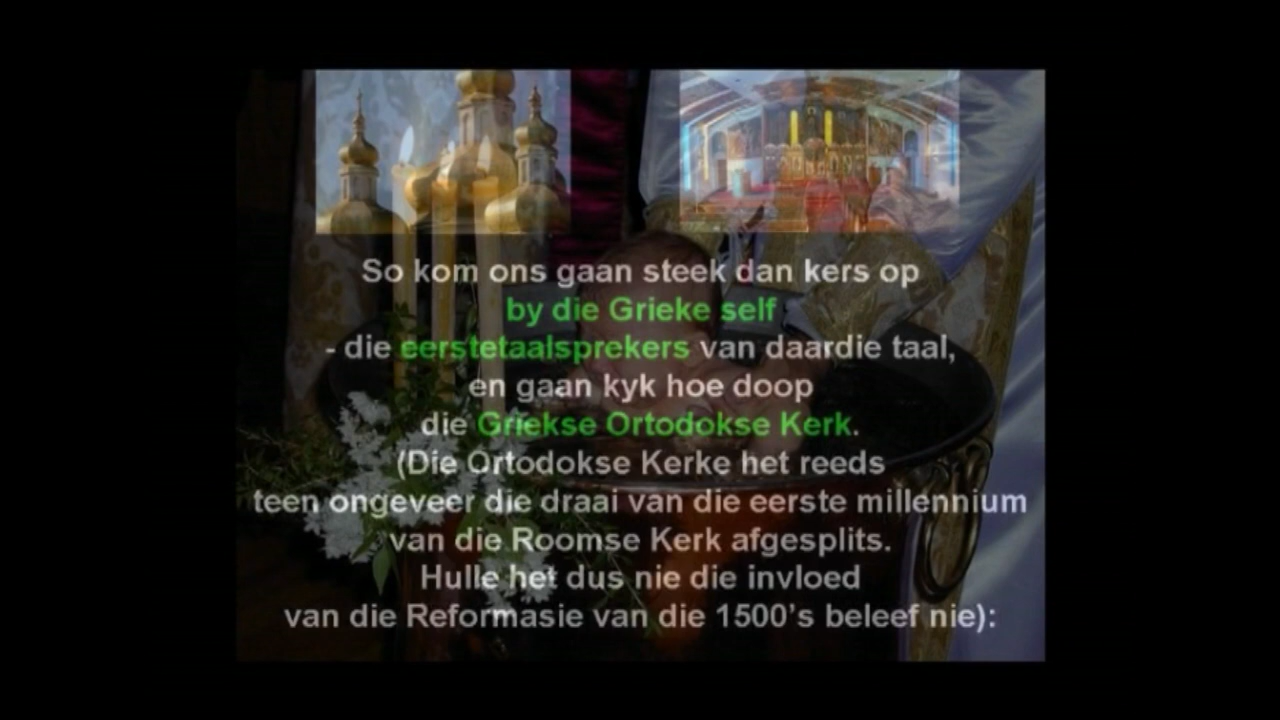 So kom ons gaan steek dan kers op
by die Grieke self
- die eerstetaalsprekers van daardie taal,
en gaan kyk hoe doop
die Griekse Ortodokse Kerk.
(Die Ortodokse Kerke het reeds
teen ongeveer die draai van die eerste millennium
van die Roomse Kerk afgesplits.
Hulle het dus nie die invloed
van die Reformasie van die 1500’s beleef nie):